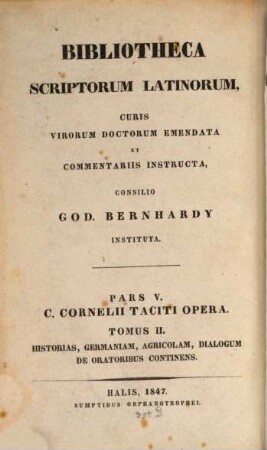 BIBLIOTHECA
SCRIPTORUM LATINORUM,
CURIS
VIRORUM DOCTORUM EMENDATA
ET
COMMENTARIIS INSTRUCTA,
CONSILIO
GOD. BERNHARDY
INSTITUTA.
PARS V.
C. CORNELII TACITI OPERA.
TOMUS II.
HISTORIAS, GERMANIAM, AGRICOLAM, DIALOGUM
DE ORATORIBUS CONTINENS.
HALIS, 1847.
SUMPTIBUS ORPHANOTROPHEI.